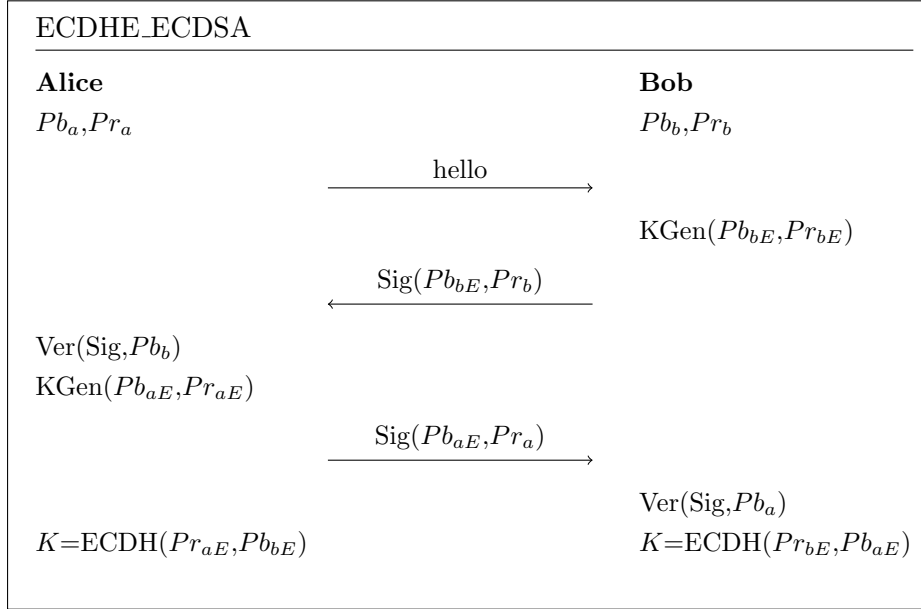 ECDHE_ECDSA
Alice Bob
Pb_a,Pr_a Pb_b,Pr_b
hello
KGen(Pb_bE,Pr_bE)
Sig(Pb_bE,Pr_b)
Ver(Sig,Pb_b)
KGen(Pb_aE,Pr_aE)
Sig(Pb_aE,Pr_a)
Ver(Sig,Pb_a)
K=ECDH(Pr_aE,Pb_bE) K=ECDH(Pr_bE,Pb_aE)